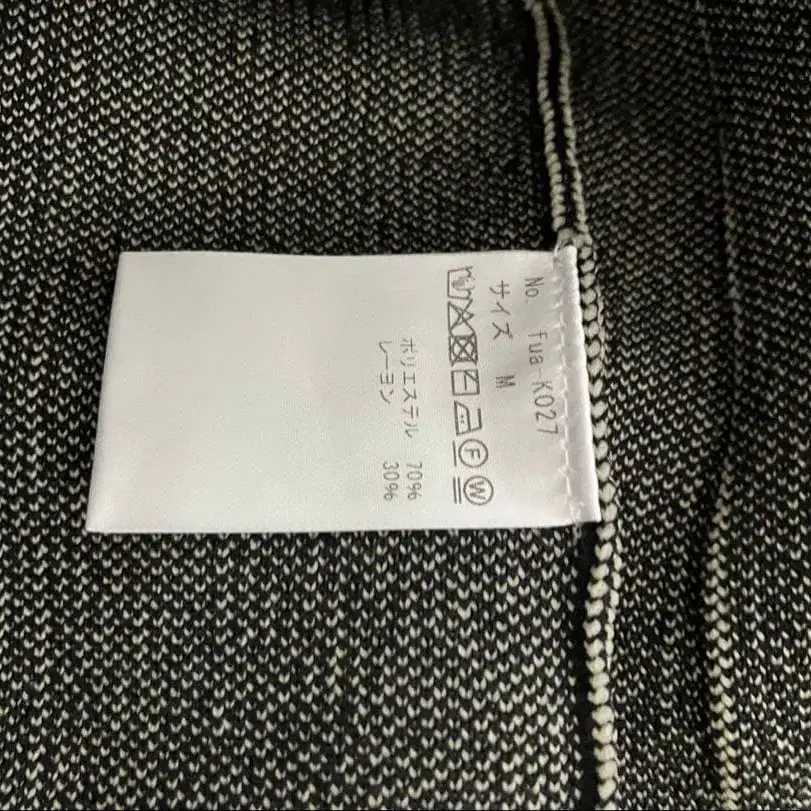 No. fua-K027
サイズ M
F W
ポリエステル 70%
レーヨン 30%